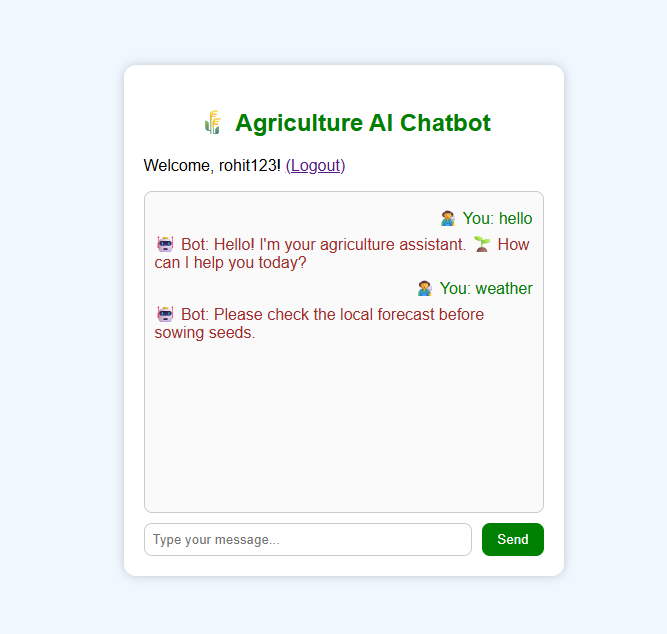 Agriculture AI Chatbot
Welcome, rohit123! (Logout)
You: hello
Bot: Hello! I'm your agriculture assistant. How
can I help you today?
You: weather
Bot: Please check the local forecast before
sowing seeds.
Type your message...
Send